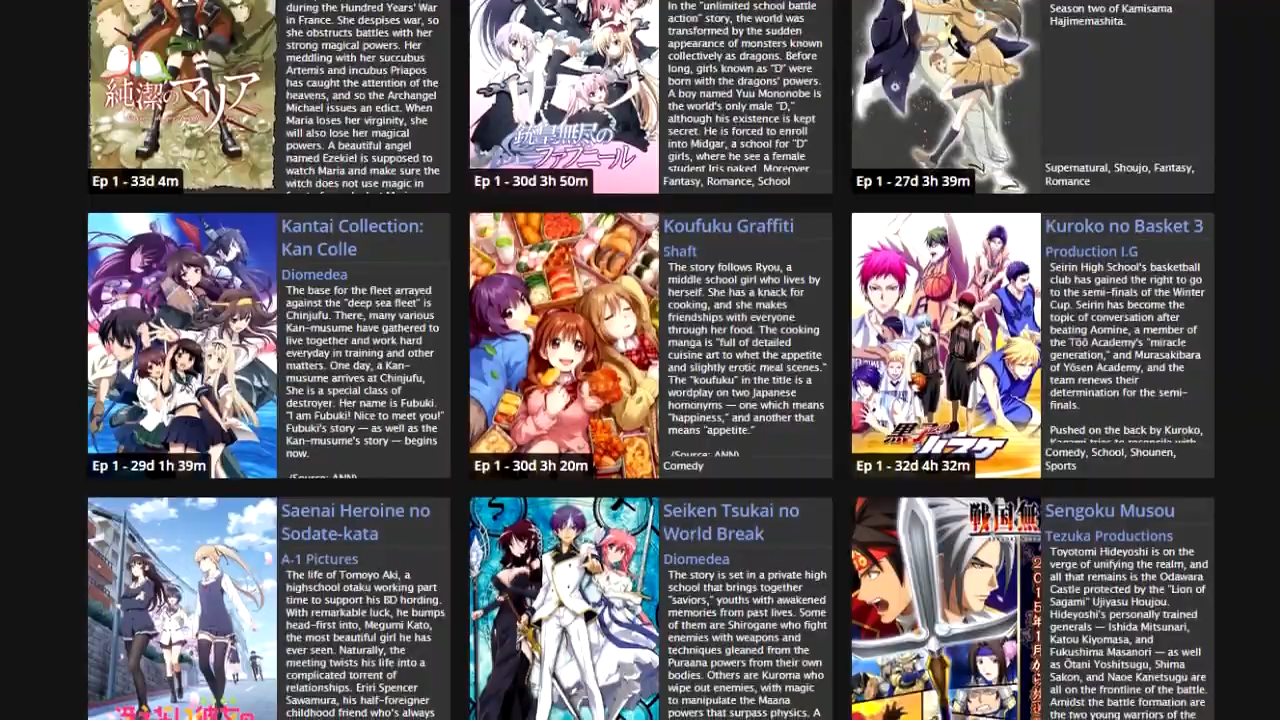 during the Hundred Years' War
in France. She despises war, so
she obstructs battles with her
strong magical powers. Her
meddling with her succubus
Artemis and incubus Priapos
has caught the attention of the
heavens, and so the Archangel
Michael issues an edict. When
Maria loses her virginity, she
will also lose her magical
powers. A beautiful angel
named Ezekiel is supposed to
watch Maria and make sure the
witch does not use magic in
純潔のマリア
Ep 1 - 33d 4m
In the "unlimited school battle
action" story, the world was
transformed by the sudden
appearance of monsters known
collectively as dragons. Before
long, girls known as "D" were
born with the dragons' powers.
A boy named Yuu Mononobe is
the world's only male "D,"
although his existence is kept
secret. He is forced to enroll
into Midgar, a school for "D"
girls, where he see a female
student Iris naked. Moreover
銃皇無尽の
ファフニール
Ep 1 - 30d 3h 50m
Fantasy, Romance, School
Season two of Kamisama
Hajimemashita.
Ep 1 - 27d 3h 39m
Supernatural, Shoujo, Fantasy,
Romance
Kantai Collection:
Kan Colle
Diomedea
The base for the fleet arrayed
against the "deep sea fleet" is
Chinjufu. There, many various
Kan-musume have gathered to
live together and work hard
everyday in training and other
matters. One day, a Kan-
musume arrives at Chinjufu,
She is a special class of
destroyer. Her name is Fubuki.
"I am Fubuki! Nice to meet you!"
Fubuki's story — as well as the
Kan-musume's story — begins
now.
(Source: ANN)
Ep 1 - 29d 1h 39m
Koufuku Graffiti
Shaft
The story follows Ryou, a
middle school girl who lives by
herself. She has a knack for
cooking, and she makes
friendships with everyone
through her food. The cooking
manga is "full of detailed
cuisine art to whet the appetite
and slightly erotic meal scenes."
The "koufuku" in the title is a
wordplay on two Japanese
homonyms — one which means
"happiness," and another that
means "appetite."
(Source: ANN)
Ep 1 - 30d 3h 20m
Comedy
Kuroko no Basket 3
Production I.G
Seirin High School's basketball
club has gained the right to go
to the semi-finals of the Winter
Cup. Seirin has become the
topic of conversation after
beating Aomine, a member of
the Tōō Academy's "miracle
generation," and Murasakibara
of Yōsen Academy, and the
team renews their
determination for the semi-
finals.
Pushed on the back by Kuroko,
Kagami tries to reconcile with
Ep 1 - 32d 4h 32m
Comedy, School, Shounen,
Sports
Saenai Heroine no
Sodate-kata
A-1 Pictures
The life of Tomoyo Aki, a
highschool otaku working part
time to support his BD hording.
With remarkable luck, he bumps
head-first into, Megumi Kato,
the most beautiful girl he has
ever seen. Naturally, the
meeting twists his life into a
complicated torrent of
relationships. Eriri Spencer
Sawamura, his half-foreigner
childhood friend who's always
Seiken Tsukai no
World Break
Diomedea
The story is set in a private high
school that brings together
"saviors," youths with awakened
memories from past lives. Some
of them are Shirogane who fight
enemies with weapons and
techniques gleaned from the
Puraana powers from their own
bodies. Others are Kuroma who
wipe out enemies, with magic
to manipulate the Maana
powers that surpass physics. A
Sengoku Musou
Tezuka Productions
Toyotomi Hideyoshi is on the
verge of unifying the realm, and
all that remains is the Odawara
Castle protected by the "Lion of
Sagami" Ujiyasu Houjou.
Hideyoshi's personally trained
generals — Ishida Mitsunari,
Katou Kiyomasa, and
Fukushima Masanori — as well
as Ōtani Yoshitsugu, Shima
Sakon, and Naoe Kanetsugu are
all on the frontline of the battle.
Amidst the battle formation are
the two young warriors of the